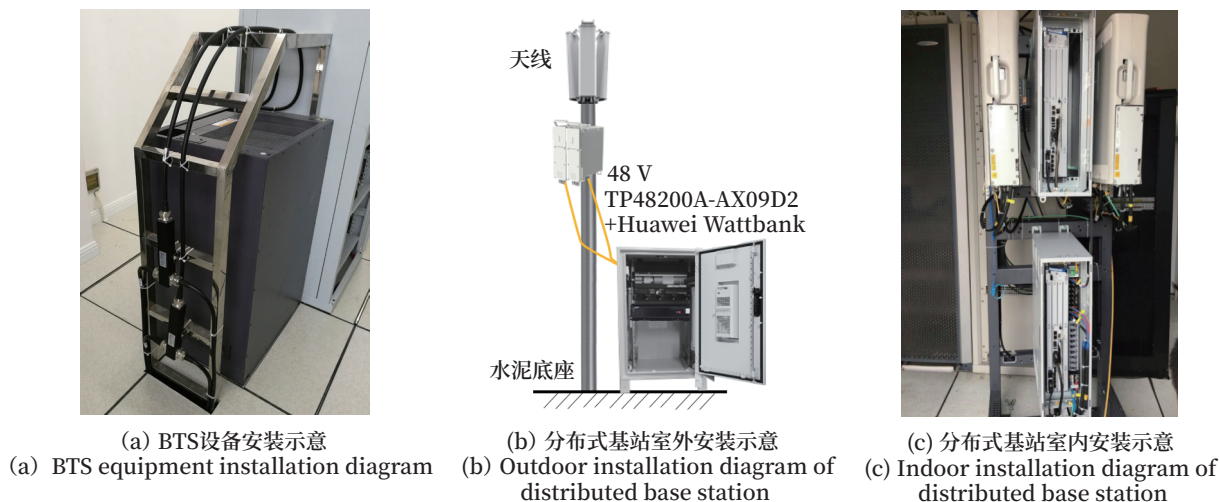 天线
48 V
TP48200A-AX09D2
+Huawei Wattbank
水泥底座
(a) BTS设备安装示意
(a) BTS equipment installation diagram
(b) 分布式基站室外安装示意
(b) Outdoor installation diagram of
distributed base station
(c) 分布式基站室内安装示意
(c) Indoor installation diagram of
distributed base station